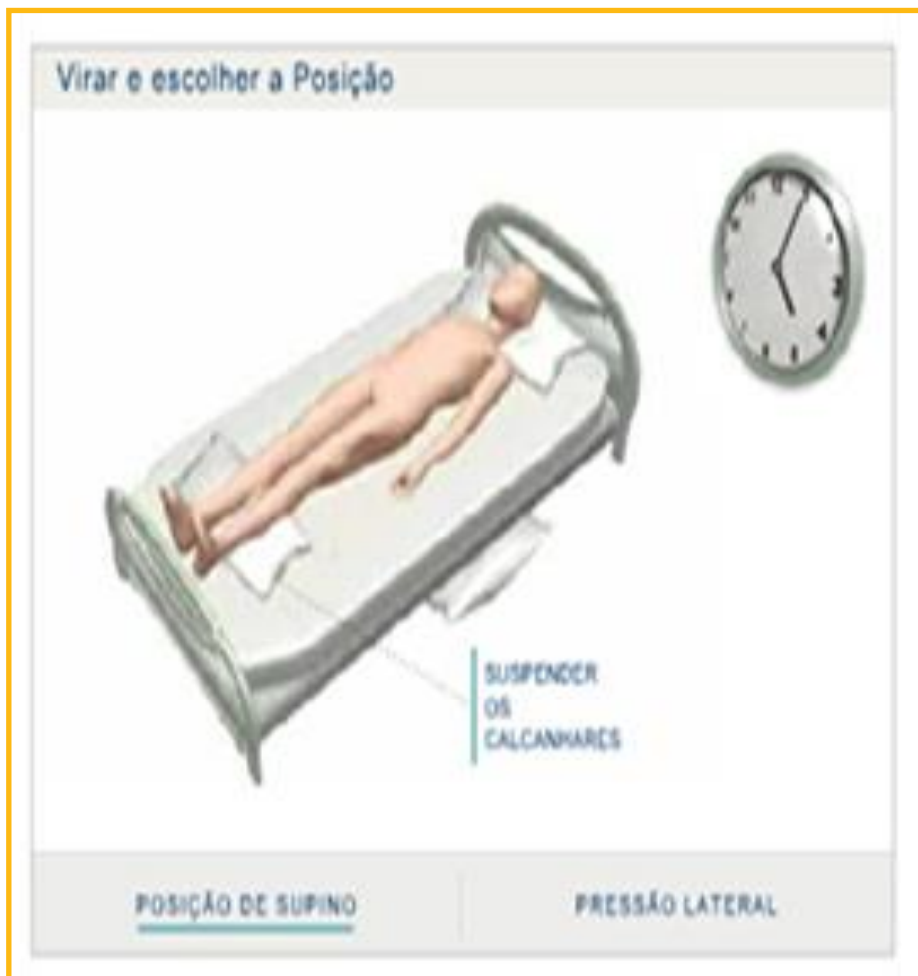 Virar e escolher a Posição
SUSPENDER
OS
CALCANHARES
POSIÇÃO DE SUPINO
PRESSÃO LATERAL